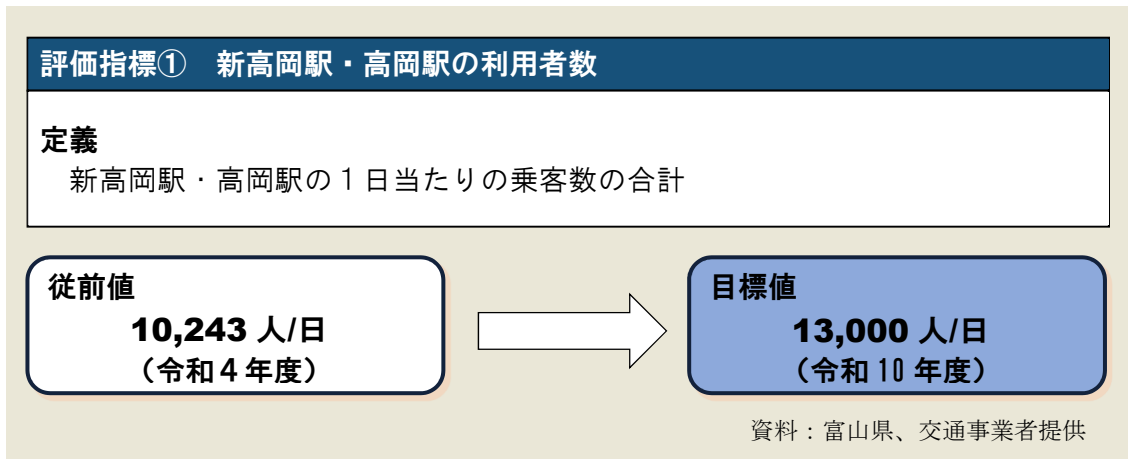 評価指標① 新高岡駅・高岡駅の利用者数
定義
新高岡駅・高岡駅の1日当たりの乗客数の合計
従前値
10,243 人/日
（令和4年度）
目標値
13,000 人/日
（令和10年度）
資料：富山県、交通事業者提供